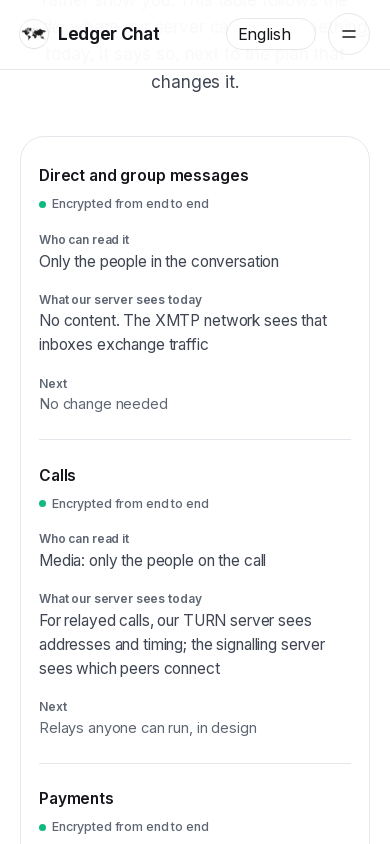 Ledger Chat
English
changes it.
Direct and group messages
Encrypted from end to end
Who can read it
Only the people in the conversation
What our server sees today
No content. The XMTP network sees that
inboxes exchange traffic
Next
No change needed
Calls
Encrypted from end to end
Who can read it
Media: only the people on the call
What our server sees today
For relayed calls, our TURN server sees
addresses and timing; the signalling server
sees which peers connect
Next
Relays anyone can run, in design
Payments
Encrypted from end to end